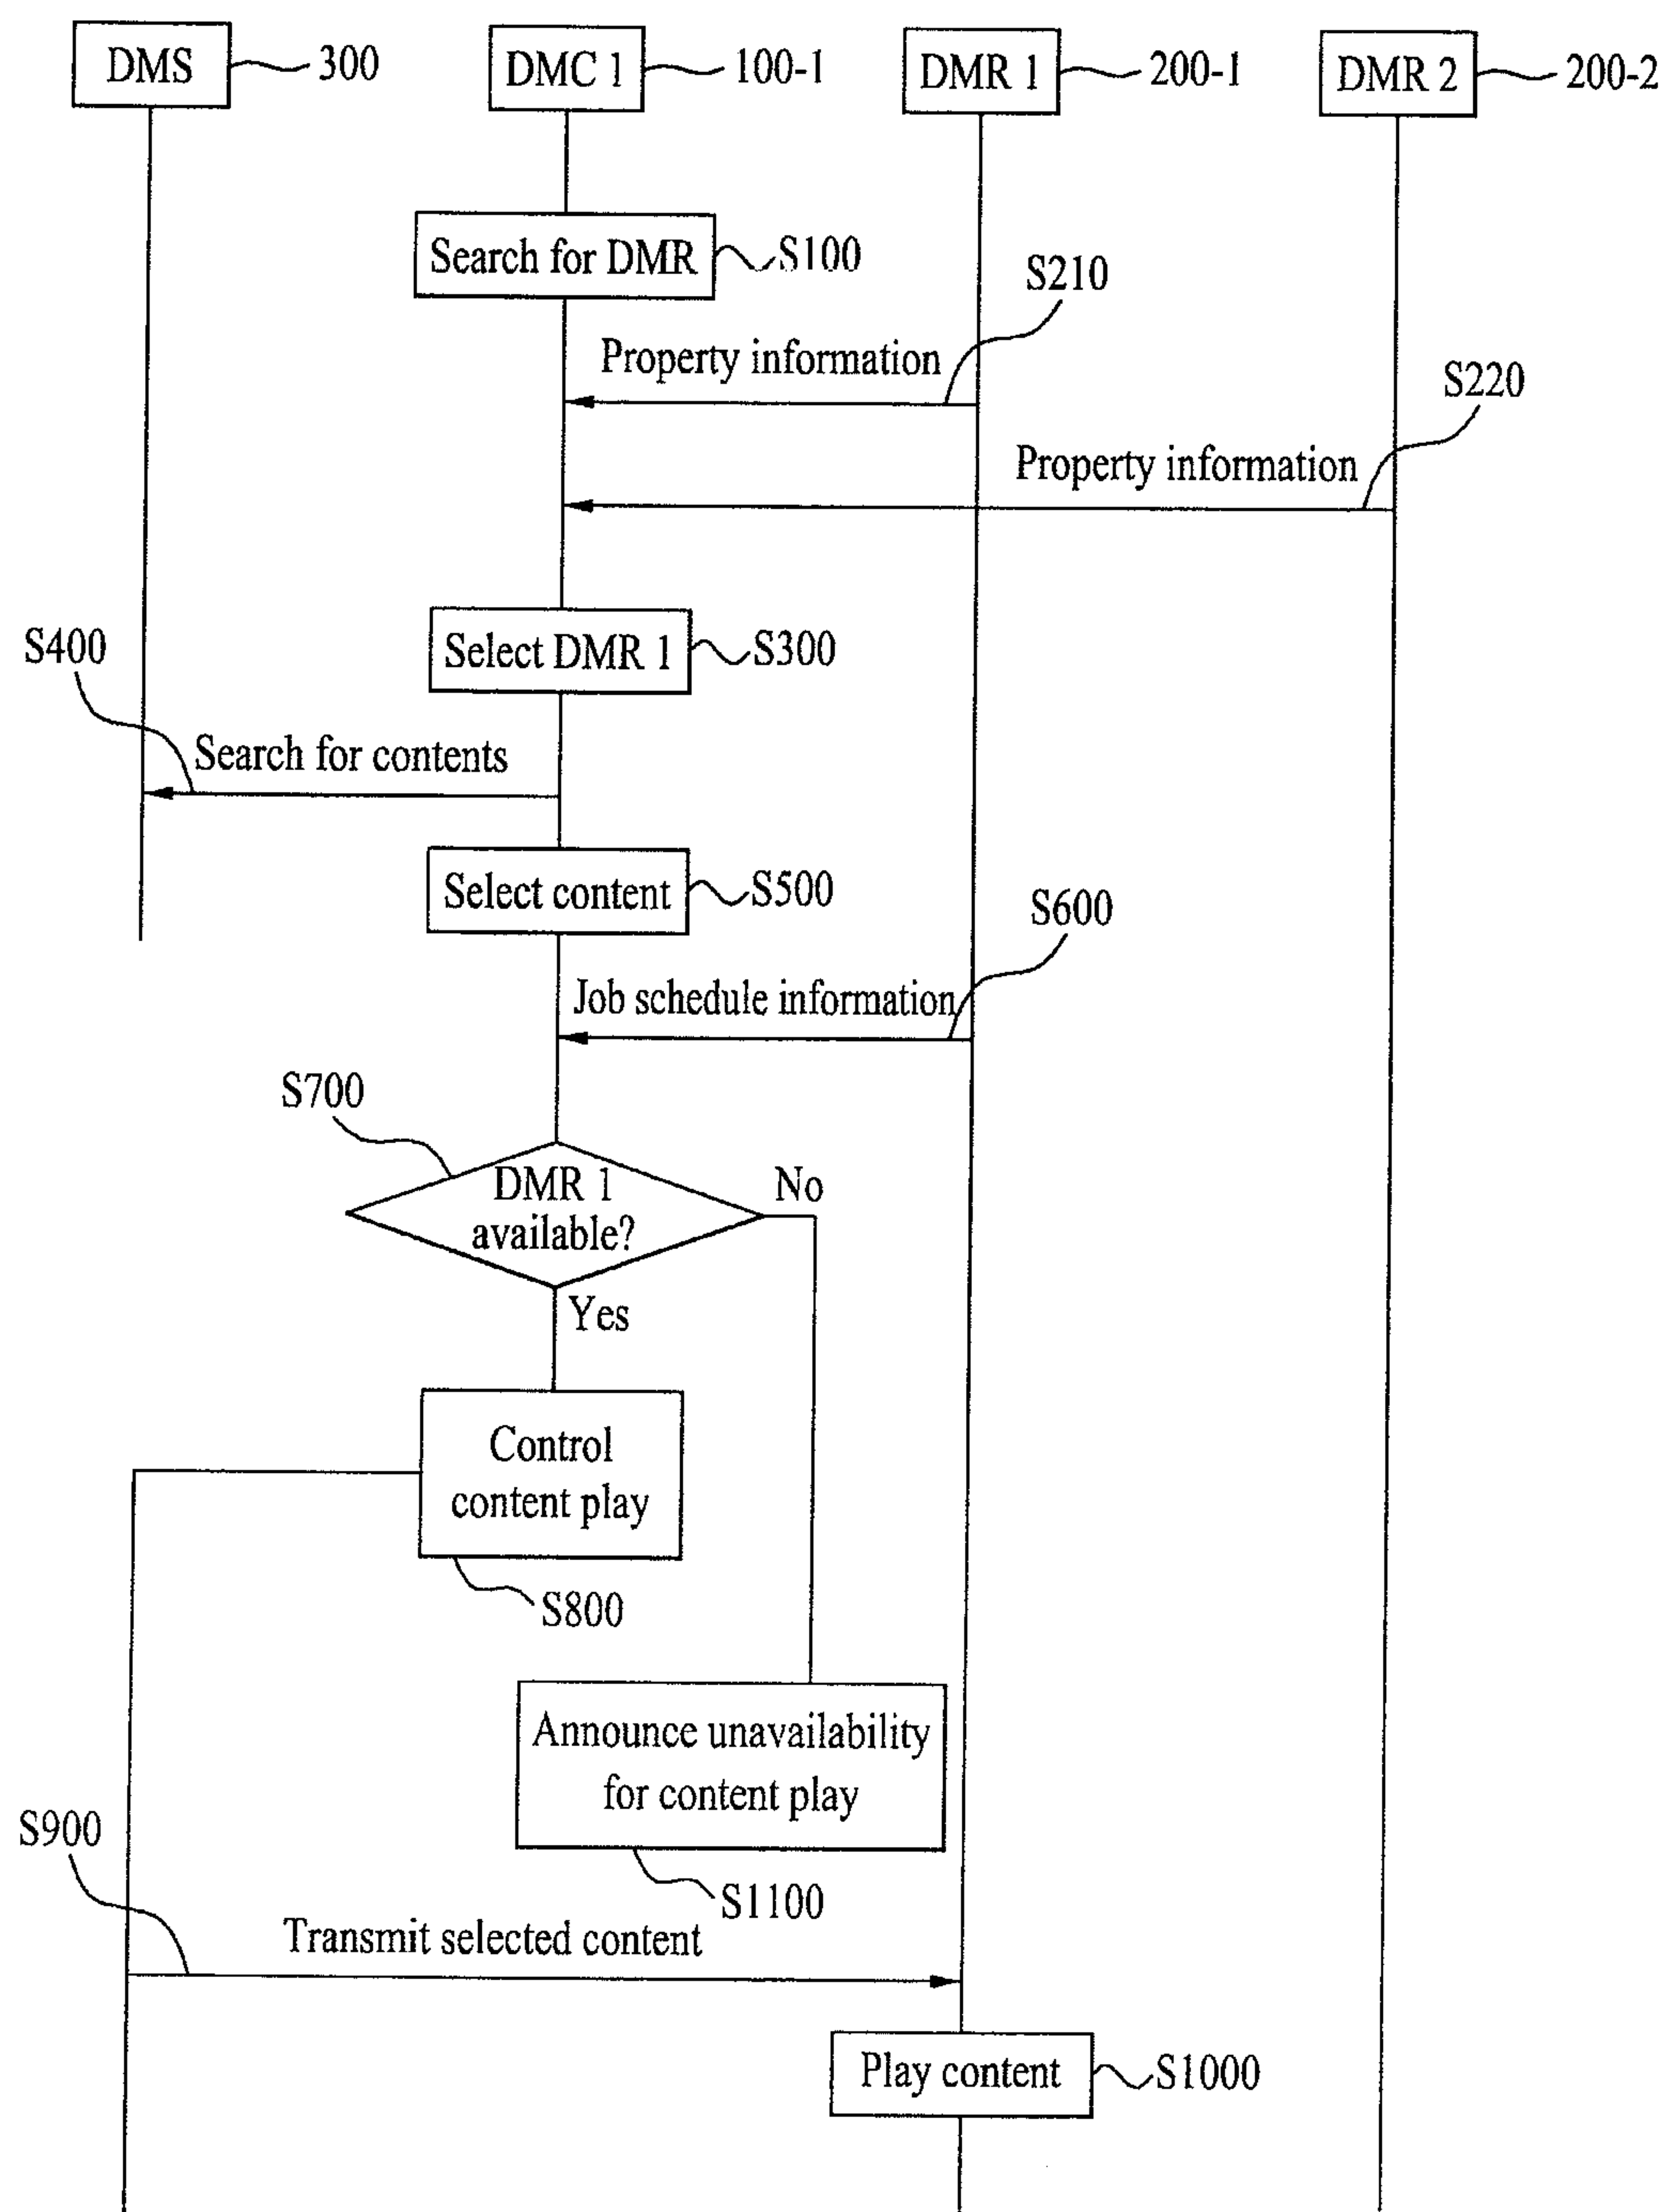 DMS
300
DMC 1
100-1
DMR 1
200-1
DMR 2
200-2
Search for DMR
S100
S210
Property information
S220
Property information
Select DMR 1
S300
S400
Search for contents
Select content
S500
S600
Job schedule information
S700
DMR 1
available?
No
Yes
Control
content play
S800
Announce unavailability
for content play
S1100
S900
Transmit selected content
Play content
S1000